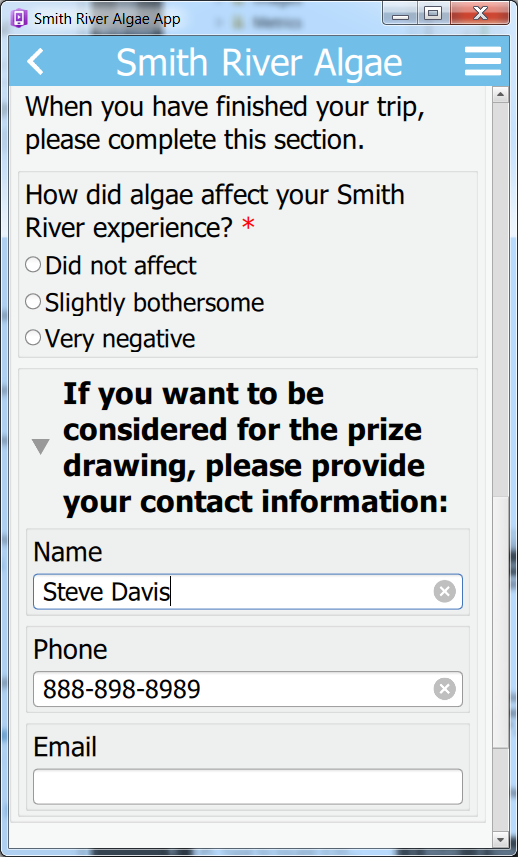 Smith River Algae App
Smith River Algae
When you have finished your trip,
please complete this section.
How did algae affect your Smith
River experience? *
Did not affect
Slightly bothersome
Very negative
If you want to be
considered for the prize
drawing, please provide
your contact information:
Name
Steve Davis
Phone
888-898-8989
Email